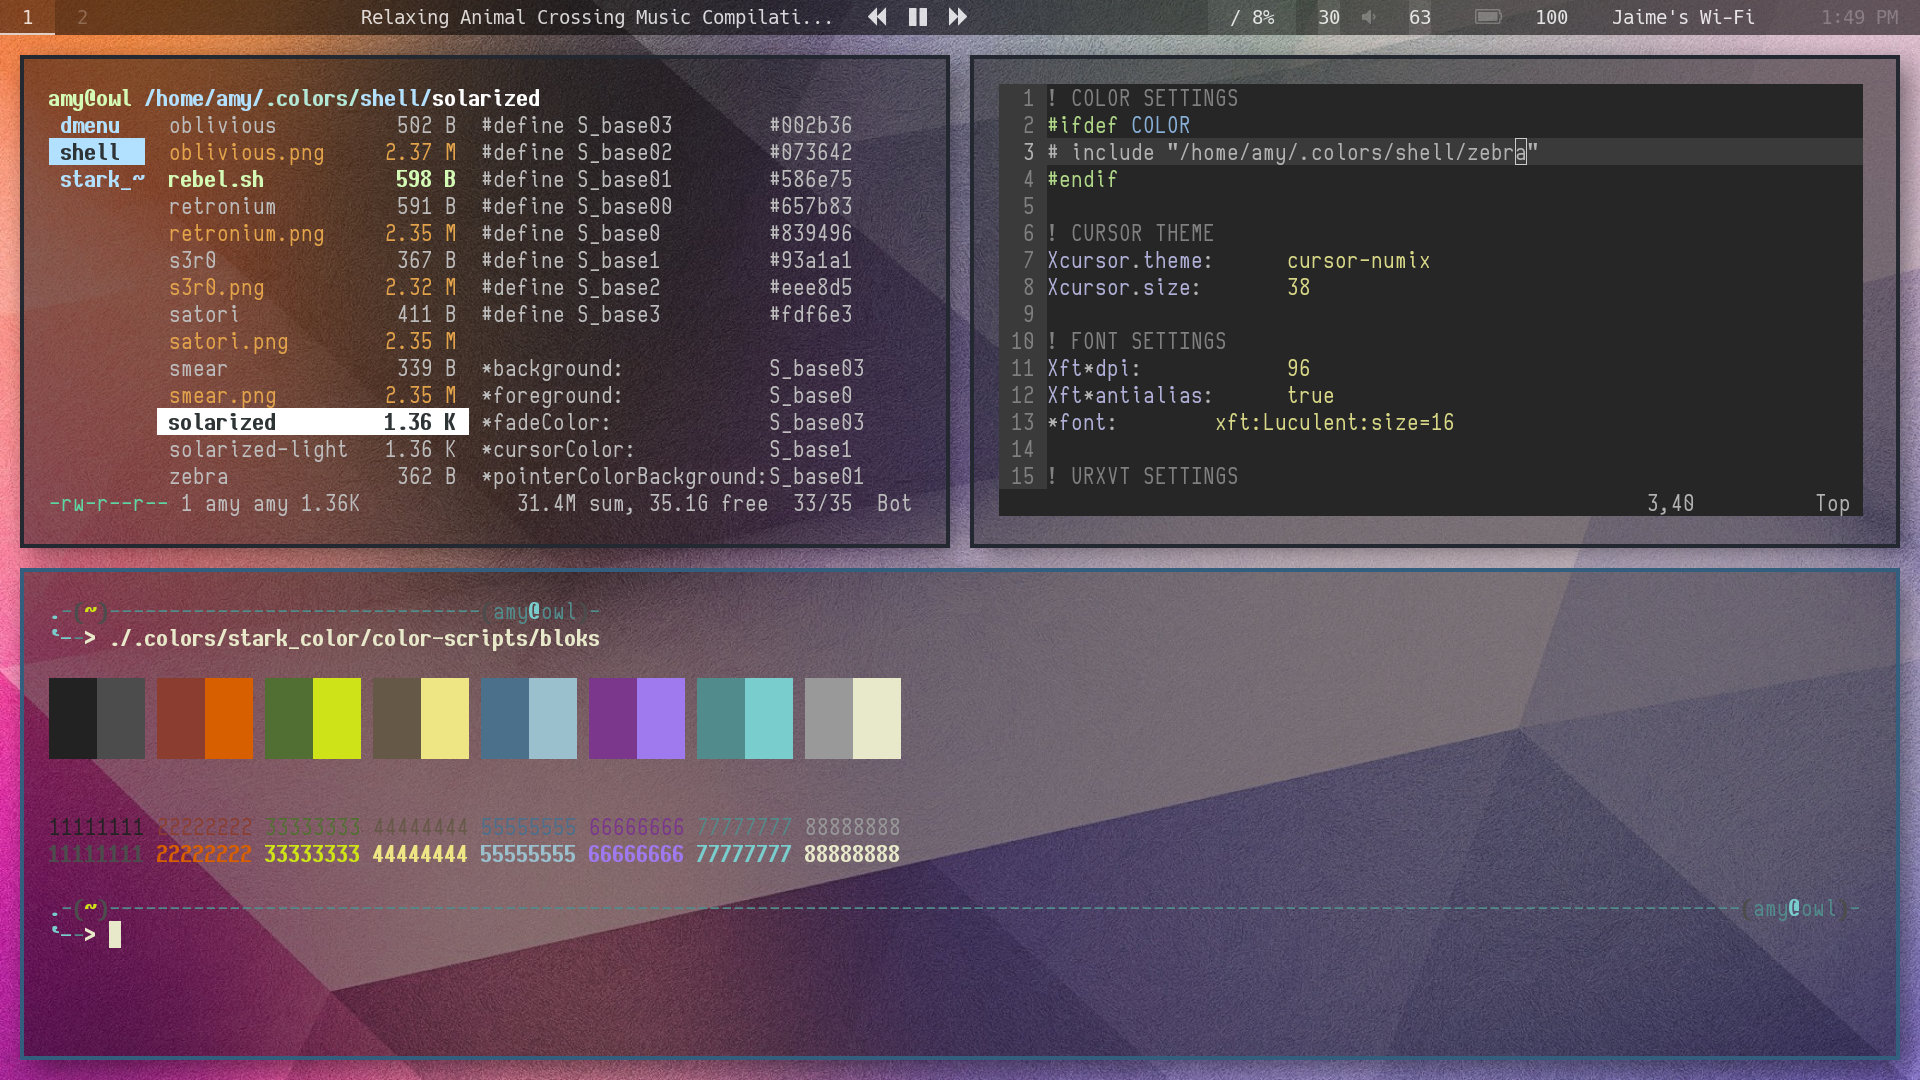 1 2 Relaxing Animal Crossing Music Compilati... / 8% 30 63 100 Jaime's Wi-Fi 1:49 PM
amy@owl /home/amy/.colors/shell/solarized
dmenu oblivious 502 B #define S_base03 #002b36
shell oblivious.png 2.37 M #define S_base02 #073642
stark_~ rebel.sh 598 B #define S_base01 #586e75
retronium 591 B #define S_base00 #657b83
retronium.png 2.35 M #define S_base0 #839496
s3r0 367 B #define S_base1 #93a1a1
s3r0.png 2.32 M #define S_base2 #eee8d5
satori 411 B #define S_base3 #fdf6e3
satori.png 2.35 M
smear 339 B *background: S_base03
smear.png 2.35 M *foreground: S_base0
solarized 1.36 K *fadeColor: S_base03
solarized-light 1.36 K *cursorColor: S_base1
zebra 362 B *pointerColorBackground:S_base01
-rw-r--r-- 1 amy amy 1.36K 31.4M sum, 35.1G free 33/35 Bot
1 ! COLOR SETTINGS
2 #ifdef COLOR
3 # include "/home/amy/.colors/shell/zebra"
4 #endif
5
6 ! CURSOR THEME
7 Xcursor.theme: cursor-numix
8 Xcursor.size: 38
9
10 ! FONT SETTINGS
11 Xft*dpi: 96
12 Xft*antialias: true
13 *font: xft:Luculent:size=16
14
15 ! URXVT SETTINGS
3,40 Top
.-(~)-------------------------------(amy@owl)-
'--> ./.colors/stark_color/color-scripts/bloks
11111111 22222222 33333333 44444444 55555555 66666666 77777777 88888888
11111111 22222222 33333333 44444444 55555555 66666666 77777777 88888888
.-(~)----------------------------------------------------------------------------------------------------------------------------------------(amy@owl)-
'-->